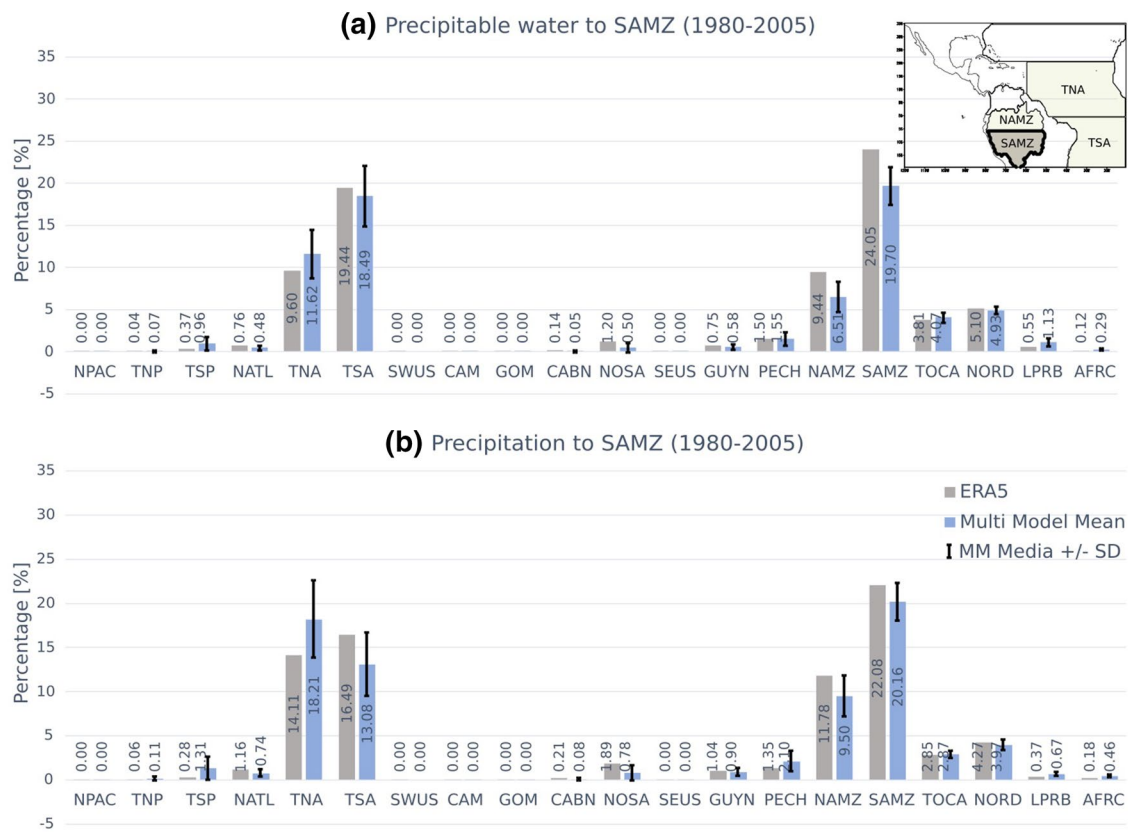 (a) Precipitable water to SAMZ (1980-2005)
TNA
NAMZ
SAMZ
TSA
Percentage [%]
35
30
25
20
15
10
5
0
-5
0.00 0.00 0.04 0.07 0.37 0.96 0.76 0.48 9.60 11.62 19.44 18.49 0.00 0.00 0.00 0.00 0.00 0.00 0.14 0.05 1.20 0.50 0.00 0.00 0.75 0.58 1.50 1.55 9.44 6.51 24.05 19.70 3.81 4.07 5.10 4.93 0.55 1.13 0.12 0.29
NPAC TNP TSP NATL TNA TSA SWUS CAM GOM CABN NOSA SEUS GUYN PECH NAMZ SAMZ TOCA NORD LPRB AFRC
(b) Precipitation to SAMZ (1980-2005)
ERA5
Multi Model Mean
MM Media +/- SD
Percentage [%]
35
30
25
20
15
10
5
0
-5
0.00 0.00 0.06 0.11 0.28 1.31 1.16 0.74 14.11 18.21 16.49 13.08 0.00 0.00 0.00 0.00 0.00 0.00 0.21 0.08 1.89 0.78 0.00 0.00 1.04 0.90 1.35 2.10 11.78 9.50 22.08 20.16 2.85 2.87 4.27 3.97 0.37 0.67 0.18 0.46
NPAC TNP TSP NATL TNA TSA SWUS CAM GOM CABN NOSA SEUS GUYN PECH NAMZ SAMZ TOCA NORD LPRB AFRC